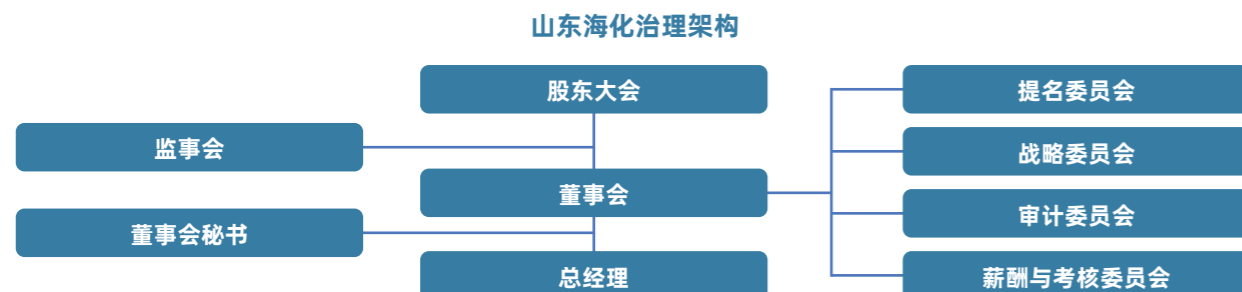 山东海化治理架构
股东大会
监事会
董事会
董事会秘书
总经理
提名委员会
战略委员会
审计委员会
薪酬与考核委员会